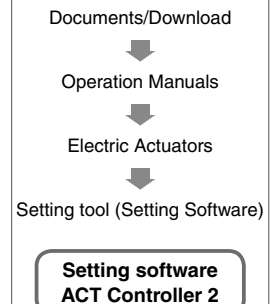 Documents/Download
Operation Manuals
Electric Actuators
Setting tool (Setting Software)
Setting software
ACT Controller 2